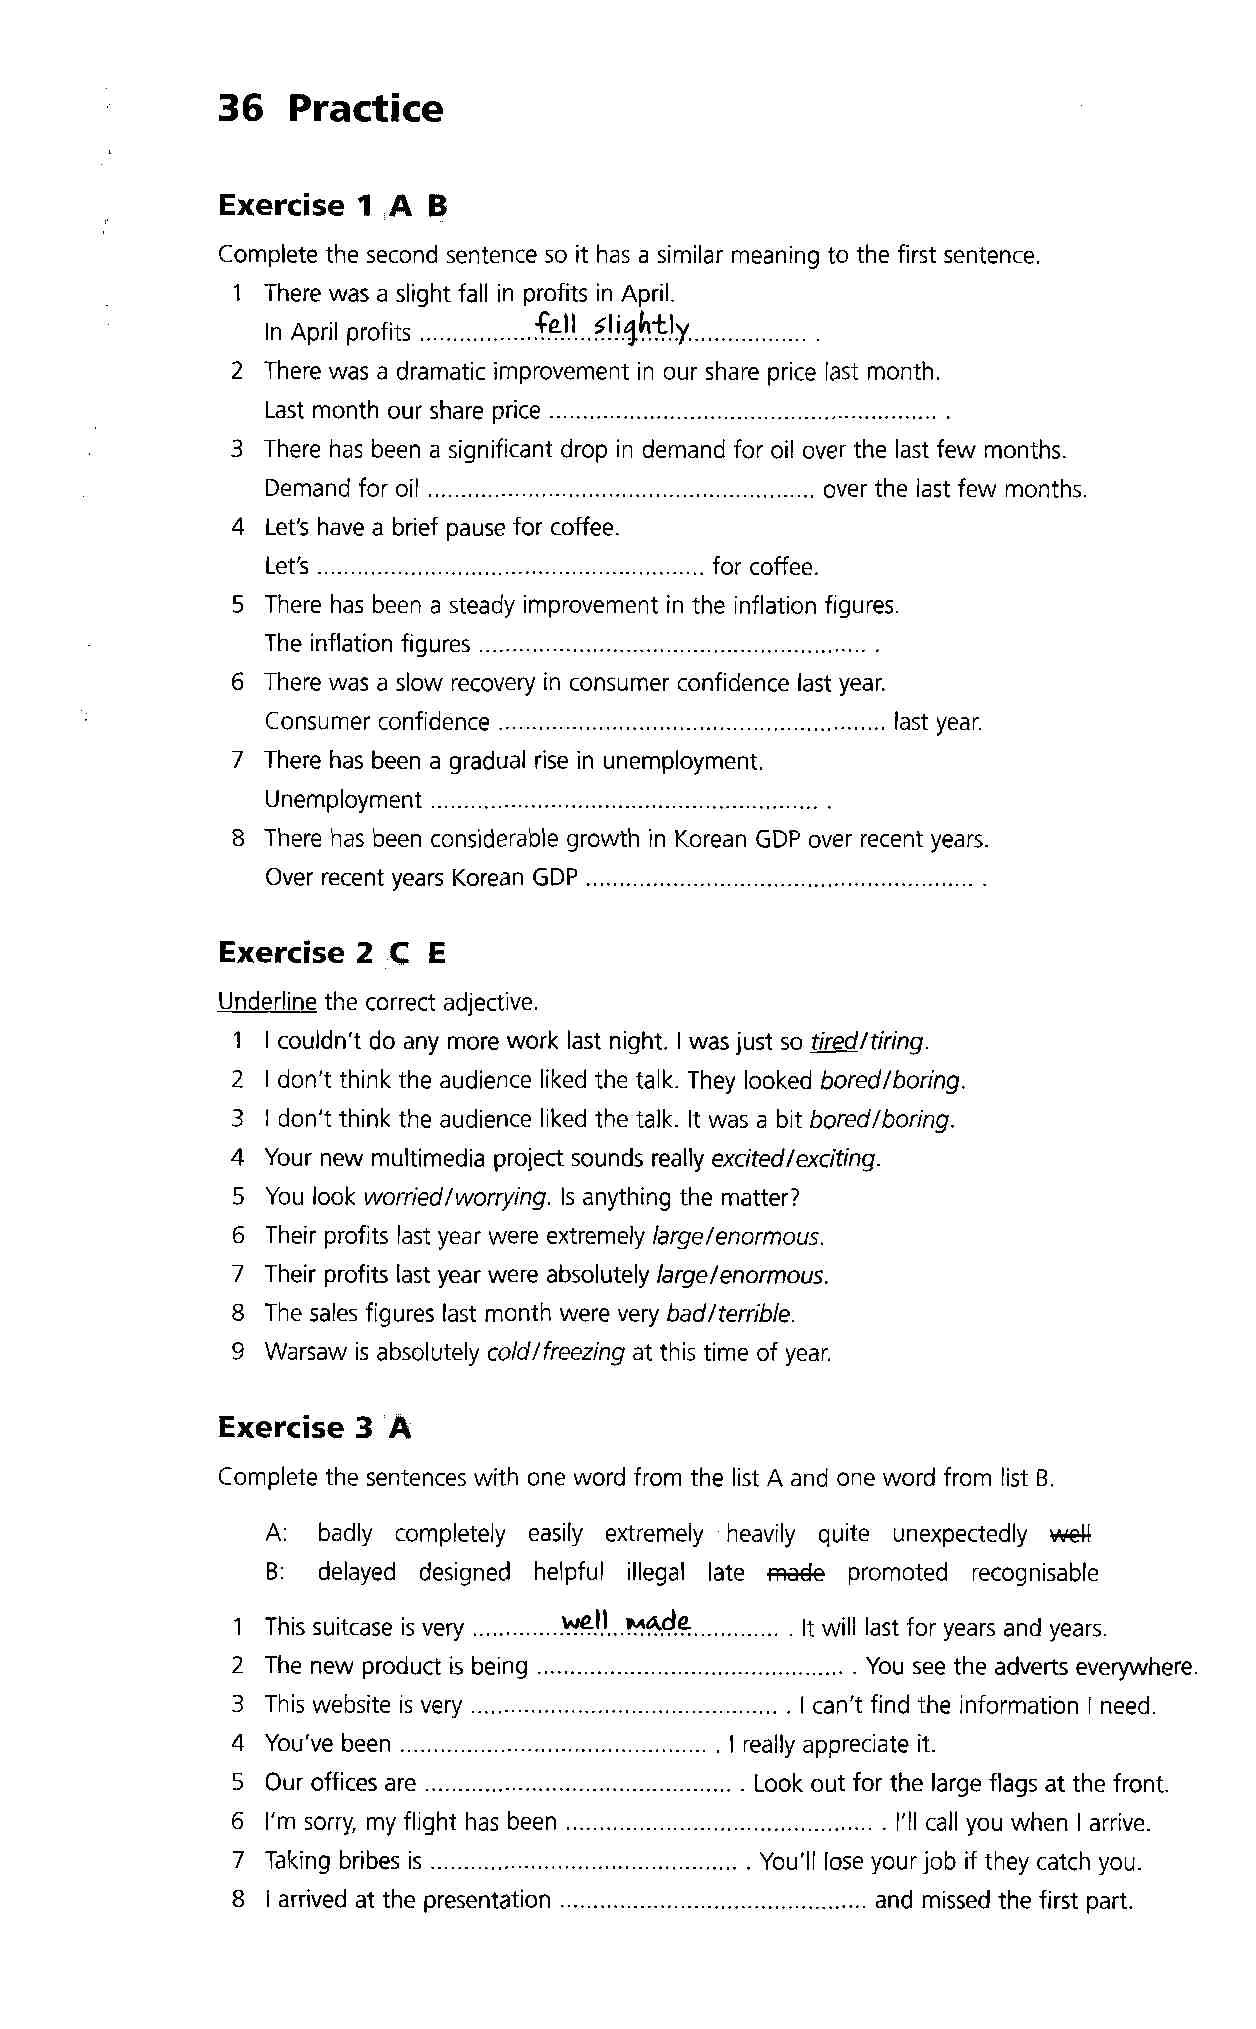 36 Practice
Exercise 1 A B
Complete the second sentence so it has a similar meaning to the first sentence.
1 There was a slight fall in profits in April.
In April profits .................fell slightly.................. .
2 There was a dramatic improvement in our share price last month.
Last month our share price .......................................................... .
3 There has been a significant drop in demand for oil over the last few months.
Demand for oil .......................................................... over the last few months.
4 Let's have a brief pause for coffee.
Let's .......................................................... for coffee.
5 There has been a steady improvement in the inflation figures.
The inflation figures .......................................................... .
6 There was a slow recovery in consumer confidence last year.
Consumer confidence .......................................................... last year.
7 There has been a gradual rise in unemployment.
Unemployment .......................................................... .
8 There has been considerable growth in Korean GDP over recent years.
Over recent years Korean GDP .......................................................... .
Exercise 2 C E
Underline the correct adjective.
1 I couldn't do any more work last night. I was just so tired/tiring.
2 I don't think the audience liked the talk. They looked bored/boring.
3 I don't think the audience liked the talk. It was a bit bored/boring.
4 Your new multimedia project sounds really excited/exciting.
5 You look worried/worrying. Is anything the matter?
6 Their profits last year were extremely large/enormous.
7 Their profits last year were absolutely large/enormous.
8 The sales figures last month were very bad/terrible.
9 Warsaw is absolutely cold/freezing at this time of year.
Exercise 3 A
Complete the sentences with one word from the list A and one word from list B.
A: badly completely easily extremely heavily quite unexpectedly well
B: delayed designed helpful illegal late made promoted recognisable
1 This suitcase is very .............well made............. . It will last for years and years.
2 The new product is being .............................................. . You see the adverts everywhere.
3 This website is very .............................................. . I can't find the information I need.
4 You've been .............................................. . I really appreciate it.
5 Our offices are .............................................. . Look out for the large flags at the front.
6 I'm sorry, my flight has been .............................................. . I'll call you when I arrive.
7 Taking bribes is .............................................. . You'll lose your job if they catch you.
8 I arrived at the presentation .............................................. and missed the first part.